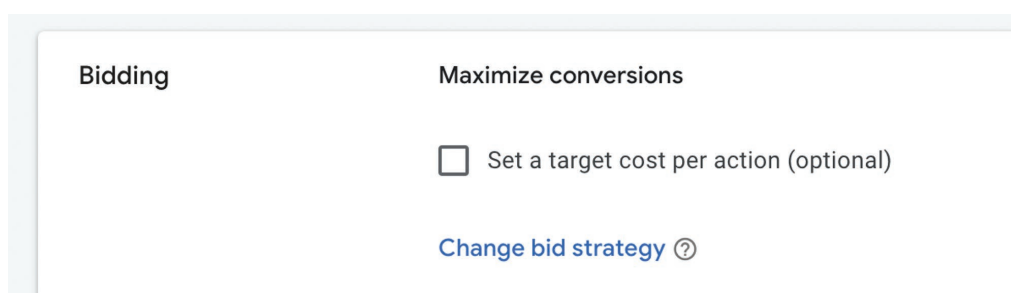 Bidding
Maximize conversions
Set a target cost per action (optional)
Change bid strategy